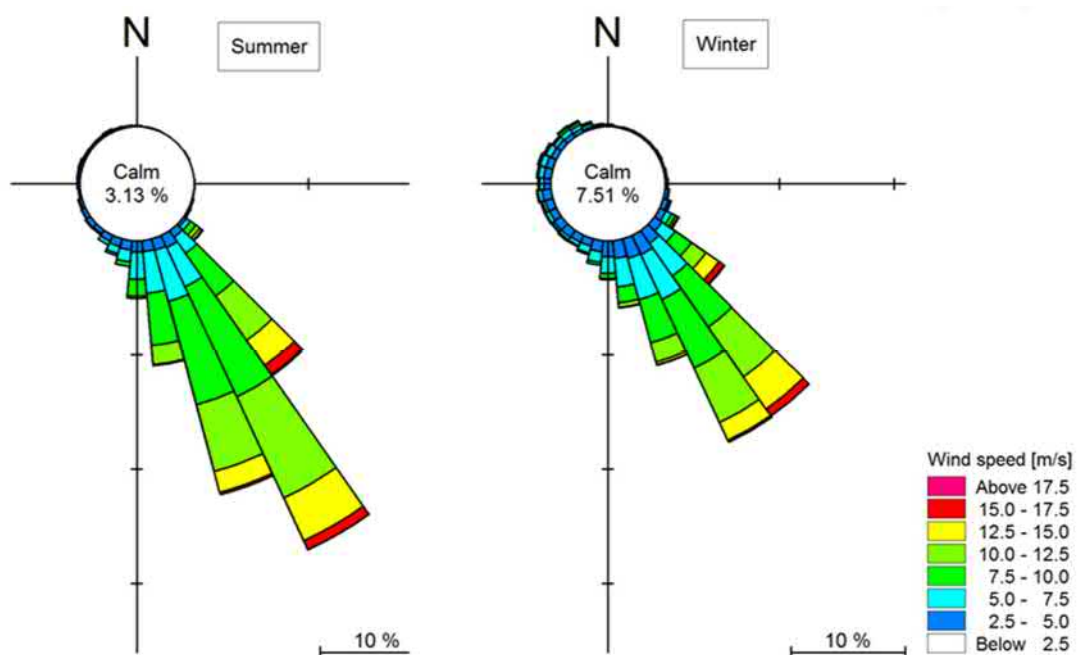 N
Summer
Calm
3.13 %
10 %
N
Winter
Calm
7.51 %
10 %
Wind speed [m/s]
Above 17.5
15.0 - 17.5
12.5 - 15.0
10.0 - 12.5
7.5 - 10.0
5.0 - 7.5
2.5 - 5.0
Below 2.5